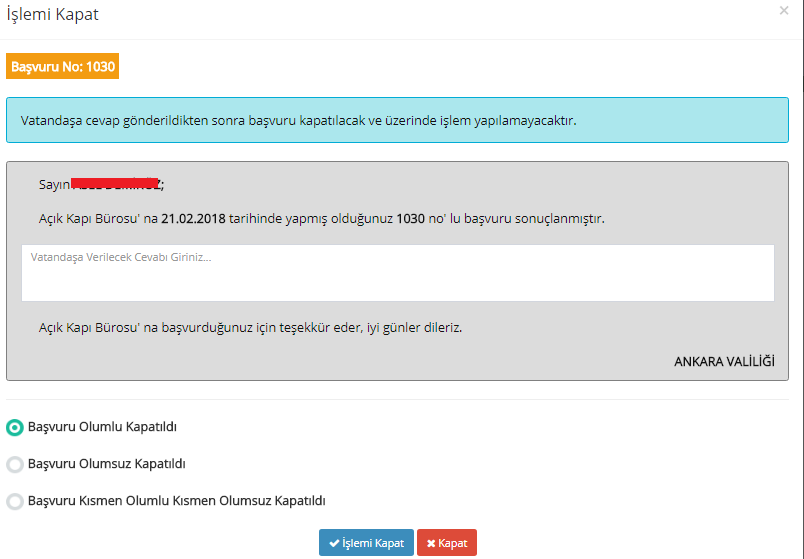 İşlemi Kapat
×
Başvuru No: 1030
Vatandaşa cevap gönderildikten sonra başvuru kapatılacak ve üzerinde işlem yapılamayacaktır.
Sayın
Açık Kapı Bürosu' na 21.02.2018 tarihinde yapmış olduğunuz 1030 no' lu başvuru sonuçlanmıştır.
Vatandaşa Verilecek Cevabı Giriniz...
Açık Kapı Bürosu' na başvurduğunuz için teşekkür eder, iyi günler dileriz.
ANKARA VALİLİĞİ
Başvuru Olumlu Kapatıldı
Başvuru Olumsuz Kapatıldı
Başvuru Kısmen Olumlu Kısmen Olumsuz Kapatıldı
İşlemi Kapat Kapat